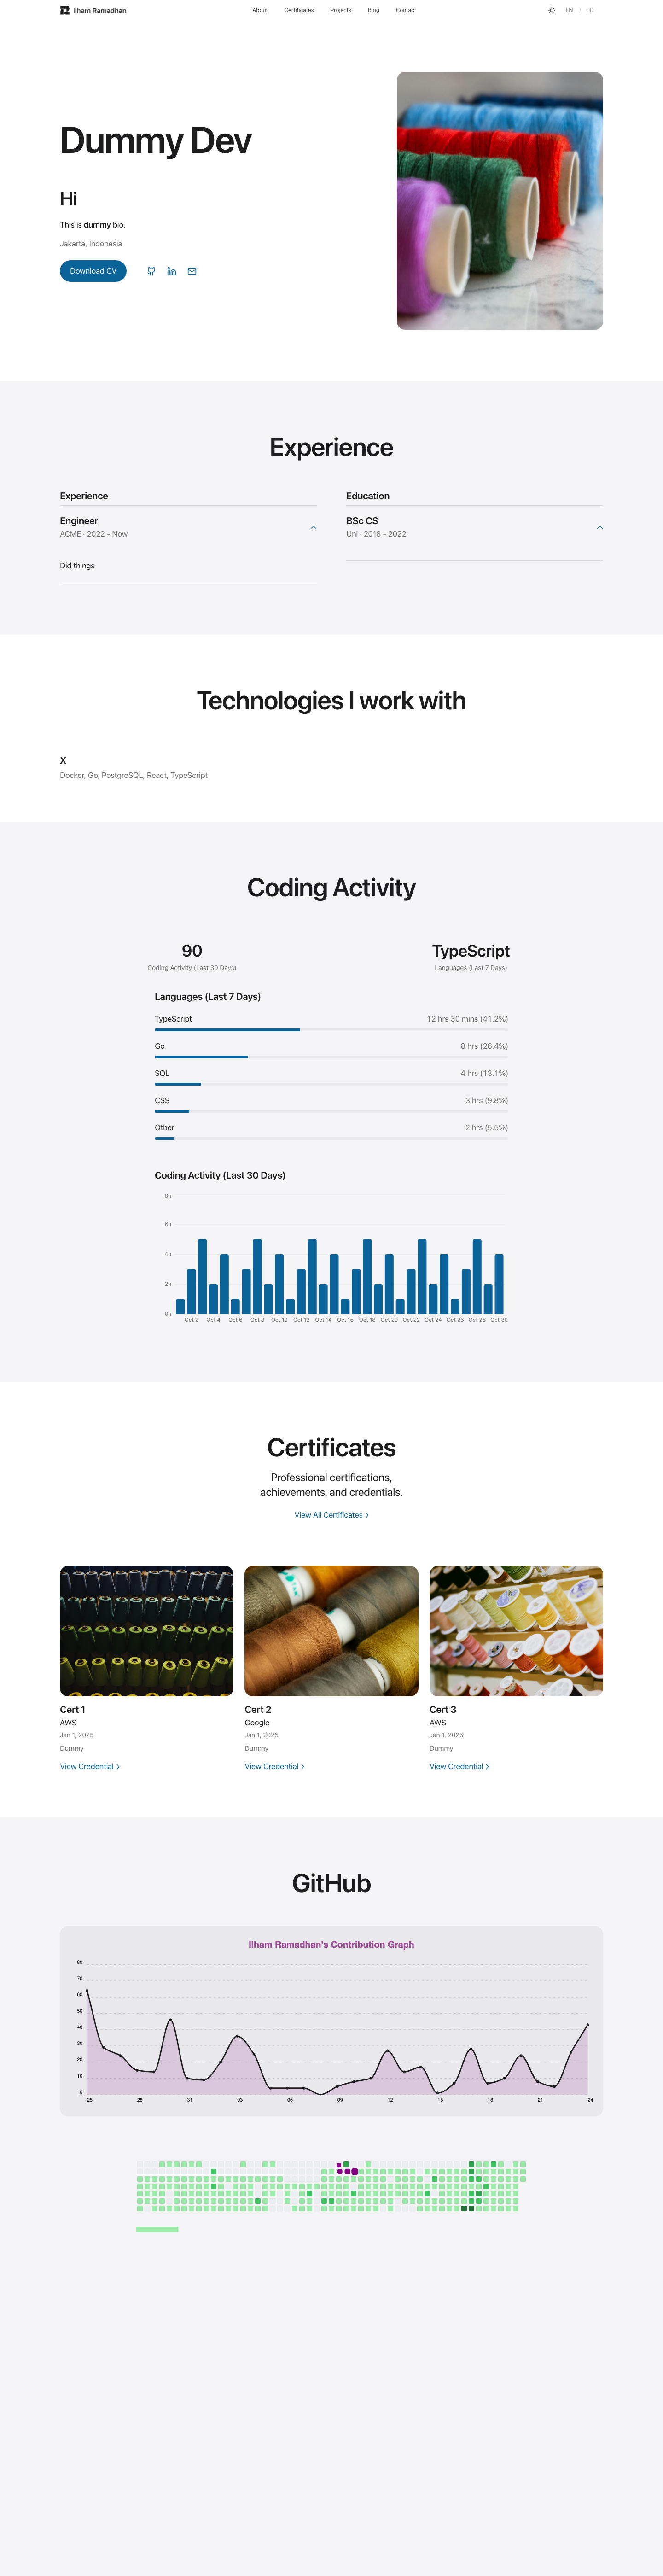 Ilham Ramadhan
About Certificates Projects Blog Contact
EN / ID
Dummy Dev
Hi
This is dummy bio.
Jakarta, Indonesia
Download CV
Experience
Experience
Engineer
ACME · 2022 - Now
Did things
Education
BSc CS
Uni · 2018 - 2022
Technologies I work with
X
Docker, Go, PostgreSQL, React, TypeScript
Coding Activity
90
Coding Activity (Last 30 Days)
TypeScript
Languages (Last 7 Days)
Languages (Last 7 Days)
TypeScript 12 hrs 30 mins (41.2%)
Go 8 hrs (26.4%)
SQL 4 hrs (13.1%)
CSS 3 hrs (9.8%)
Other 2 hrs (5.5%)
Coding Activity (Last 30 Days)
8h
6h
4h
2h
0h
Oct 2 Oct 4 Oct 6 Oct 8 Oct 10 Oct 12 Oct 14 Oct 16 Oct 18 Oct 20 Oct 22 Oct 24 Oct 26 Oct 28 Oct 30
Certificates
Professional certifications,
achievements, and credentials.
View All Certificates
Cert 1
AWS
Jan 1, 2025
Dummy
View Credential
Cert 2
Google
Jan 1, 2025
Dummy
View Credential
Cert 3
AWS
Jan 1, 2025
Dummy
View Credential
GitHub
Ilham Ramadhan's Contribution Graph
80
70
60
50
40
30
20
10
0
25 28 31 03 06 09 12 15 18 21 24